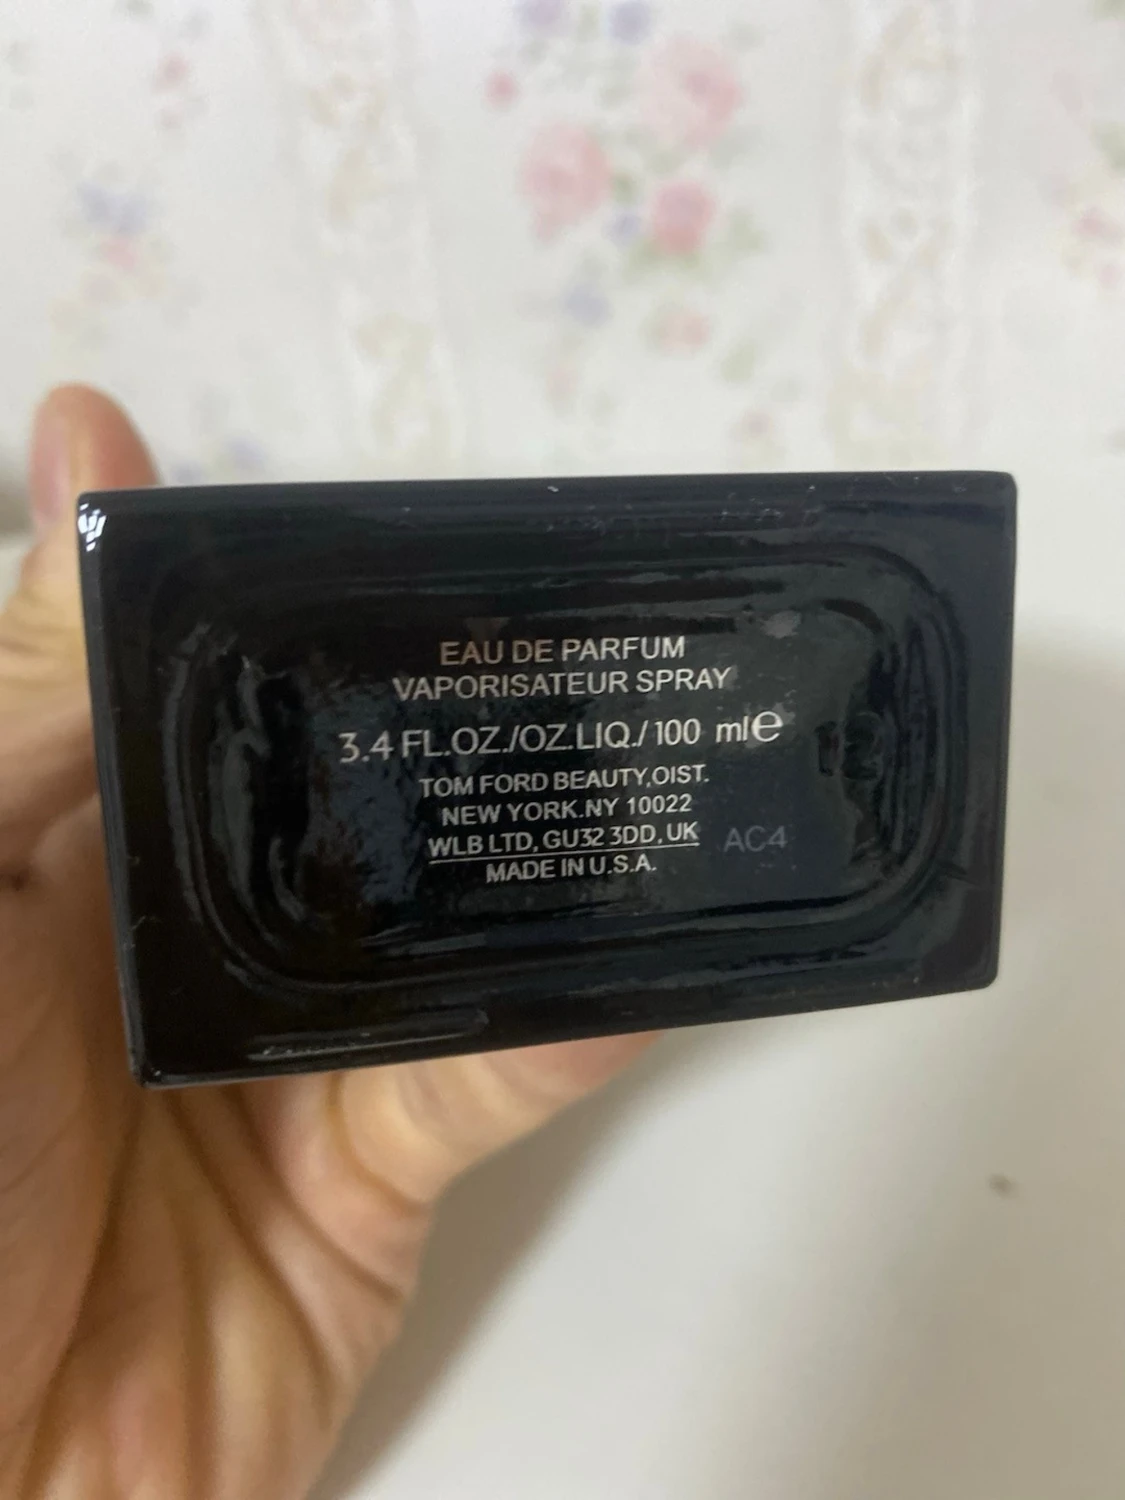 EAU DE PARFUM
VAPORISATEUR SPRAY
3.4 FL.OZ./OZ.LIQ./100 ml℮
TOM FORD BEAUTY,OIST.
NEW YORK.NY 10022
WLB LTD, GU32 3DD, UK AC4
MADE IN U.S.A.